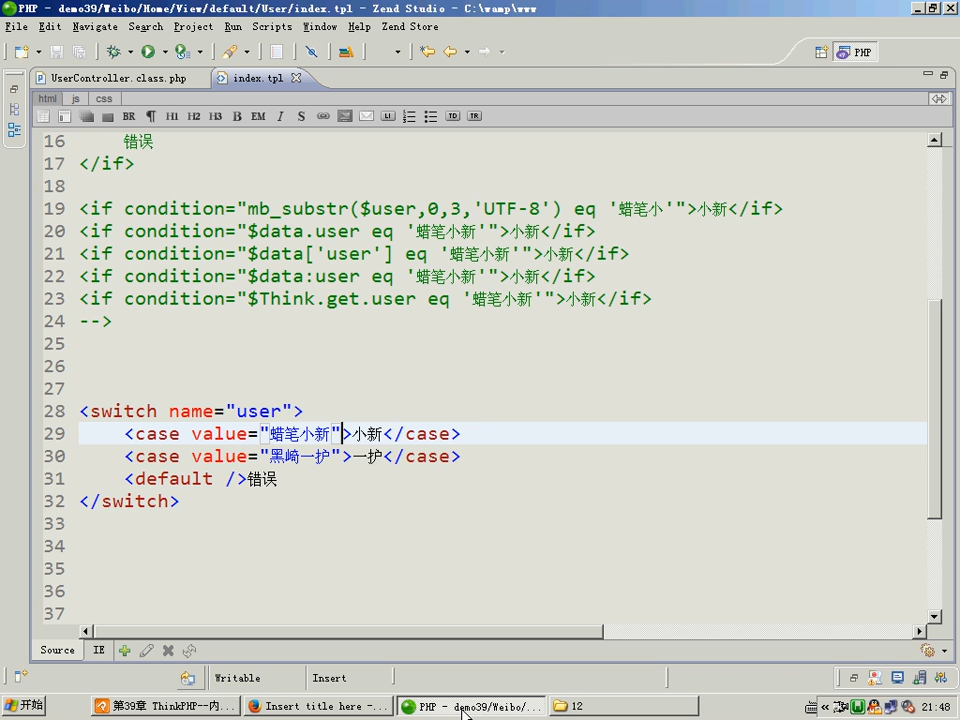 PHP - demo39/Weibo/Home/View/default/User/index.tpl - Zend Studio - C:\wamp\www
File Edit Navigate Search Project Run Scripts Window Help Zend Store
PHP
UserController.class.php index.tpl
html js css
BR ¶ H1 H2 H3 B EM I S LI TD TR
16 错误
17 </if>
18
19 <if condition="mb_substr($user,0,3,'UTF-8') eq '蜡笔小'">小新</if>
20 <if condition="$data.user eq '蜡笔小新'">小新</if>
21 <if condition="$data['user'] eq '蜡笔小新'">小新</if>
22 <if condition="$data:user eq '蜡笔小新'">小新</if>
23 <if condition="$Think.get.user eq '蜡笔小新'">小新</if>
24 -->
25
26
27
28 <switch name="user">
29 <case value="蜡笔小新">小新</case>
30 <case value="黑崎一护">一护</case>
31 <default />错误
32 </switch>
33
34
35
36
37
Source IE
Writable Insert
开始 第39章 ThinkPHP--内... Insert title here -... PHP - demo39/Weibo/... 12 21:48